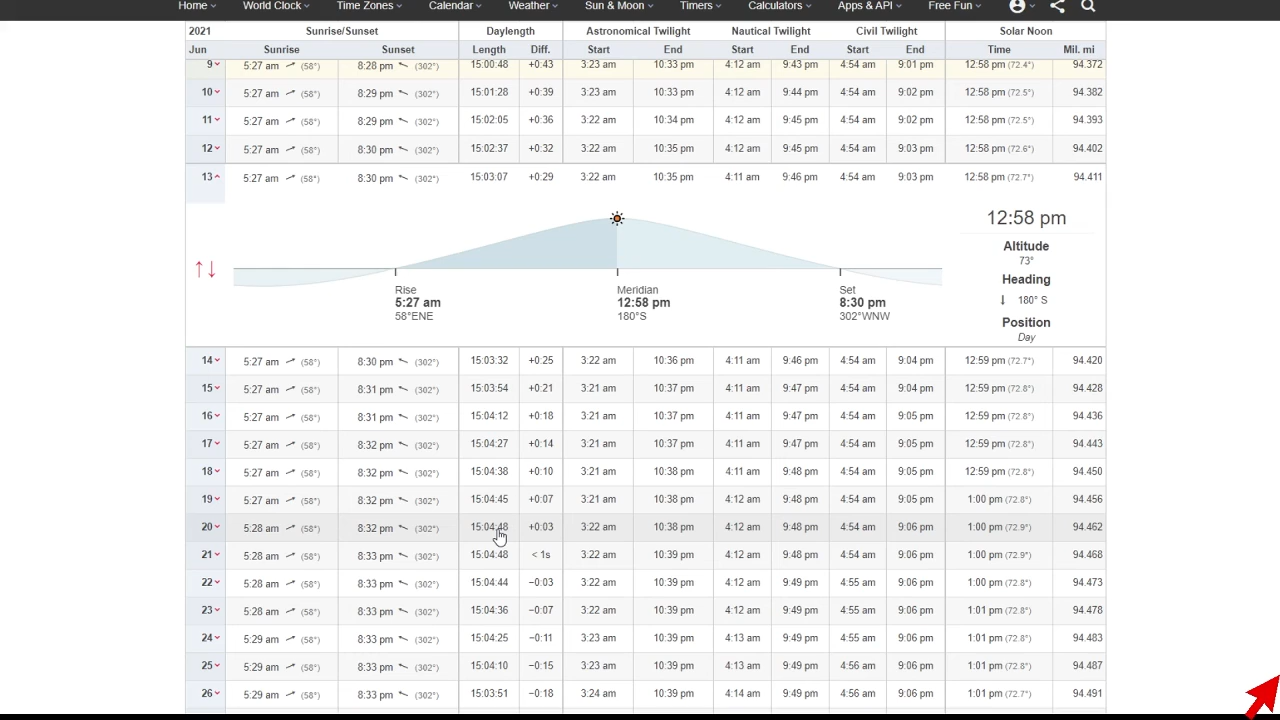 Home World Clock Time Zones Calendar Weather Sun & Moon Timers Calculators Apps & API Free Fun
2021 Sunrise/Sunset Daylength Astronomical Twilight Nautical Twilight Civil Twilight Solar Noon
Jun Sunrise Sunset Length Diff. Start End Start End Start End Time Mil. mi
9 5:27 am (58°) 8:28 pm (302°) 15:00:48 +0:43 3:23 am 10:33 pm 4:12 am 9:43 pm 4:54 am 9:01 pm 12:58 pm (72.4°) 94.372
10 5:27 am (58°) 8:29 pm (302°) 15:01:28 +0:39 3:23 am 10:33 pm 4:12 am 9:44 pm 4:54 am 9:02 pm 12:58 pm (72.5°) 94.382
11 5:27 am (58°) 8:29 pm (302°) 15:02:05 +0:36 3:22 am 10:34 pm 4:12 am 9:45 pm 4:54 am 9:02 pm 12:58 pm (72.5°) 94.393
12 5:27 am (58°) 8:30 pm (302°) 15:02:37 +0:32 3:22 am 10:35 pm 4:12 am 9:45 pm 4:54 am 9:03 pm 12:58 pm (72.6°) 94.402
13 5:27 am (58°) 8:30 pm (302°) 15:03:07 +0:29 3:22 am 10:35 pm 4:11 am 9:46 pm 4:54 am 9:03 pm 12:58 pm (72.7°) 94.411
12:58 pm
Altitude
73°
Heading
↓ 180° S
Position
Day
Rise Meridian Set
5:27 am 12:58 pm 8:30 pm
58°ENE 180°S 302°WNW
14 5:27 am (58°) 8:30 pm (302°) 15:03:32 +0:25 3:22 am 10:36 pm 4:11 am 9:46 pm 4:54 am 9:04 pm 12:59 pm (72.7°) 94.420
15 5:27 am (58°) 8:31 pm (302°) 15:03:54 +0:21 3:21 am 10:37 pm 4:11 am 9:47 pm 4:54 am 9:04 pm 12:59 pm (72.8°) 94.428
16 5:27 am (58°) 8:31 pm (302°) 15:04:12 +0:18 3:21 am 10:37 pm 4:11 am 9:47 pm 4:54 am 9:05 pm 12:59 pm (72.8°) 94.436
17 5:27 am (58°) 8:32 pm (302°) 15:04:27 +0:14 3:21 am 10:37 pm 4:11 am 9:47 pm 4:54 am 9:05 pm 12:59 pm (72.8°) 94.443
18 5:27 am (58°) 8:32 pm (302°) 15:04:38 +0:10 3:21 am 10:38 pm 4:11 am 9:48 pm 4:54 am 9:05 pm 12:59 pm (72.8°) 94.450
19 5:27 am (58°) 8:32 pm (302°) 15:04:45 +0:07 3:21 am 10:38 pm 4:12 am 9:48 pm 4:54 am 9:05 pm 1:00 pm (72.8°) 94.456
20 5:28 am (58°) 8:32 pm (302°) 15:04:48 +0:03 3:22 am 10:38 pm 4:12 am 9:48 pm 4:54 am 9:06 pm 1:00 pm (72.9°) 94.462
21 5:28 am (58°) 8:33 pm (302°) 15:04:48 < 1s 3:22 am 10:39 pm 4:12 am 9:48 pm 4:54 am 9:06 pm 1:00 pm (72.9°) 94.468
22 5:28 am (58°) 8:33 pm (302°) 15:04:44 −0:03 3:22 am 10:39 pm 4:12 am 9:49 pm 4:55 am 9:06 pm 1:00 pm (72.8°) 94.473
23 5:28 am (58°) 8:33 pm (302°) 15:04:36 −0:07 3:22 am 10:39 pm 4:12 am 9:49 pm 4:55 am 9:06 pm 1:01 pm (72.8°) 94.478
24 5:29 am (58°) 8:33 pm (302°) 15:04:25 −0:11 3:23 am 10:39 pm 4:13 am 9:49 pm 4:55 am 9:06 pm 1:01 pm (72.8°) 94.483
25 5:29 am (58°) 8:33 pm (302°) 15:04:10 −0:15 3:23 am 10:39 pm 4:13 am 9:49 pm 4:56 am 9:06 pm 1:01 pm (72.8°) 94.487
26 5:29 am (58°) 8:33 pm (302°) 15:03:51 −0:18 3:24 am 10:39 pm 4:14 am 9:49 pm 4:56 am 9:06 pm 1:01 pm (72.7°) 94.491